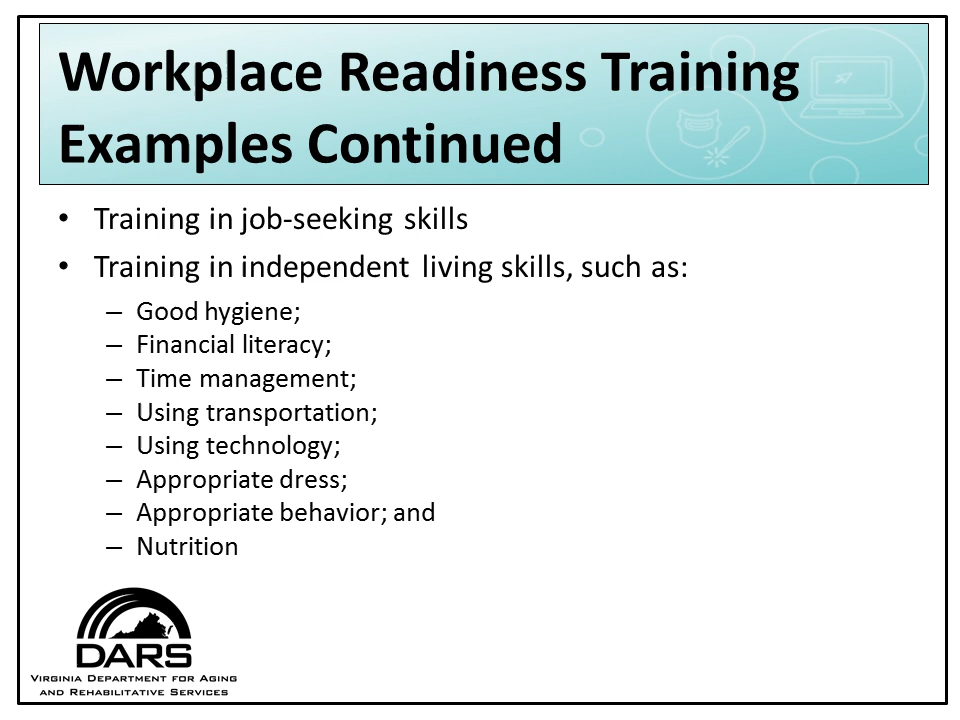 Workplace Readiness Training
Examples Continued
• Training in job-seeking skills
• Training in independent living skills, such as:
– Good hygiene;
– Financial literacy;
– Time management;
– Using transportation;
– Using technology;
– Appropriate dress;
– Appropriate behavior; and
– Nutrition
DARS
VIRGINIA DEPARTMENT FOR AGING
AND REHABILITATIVE SERVICES